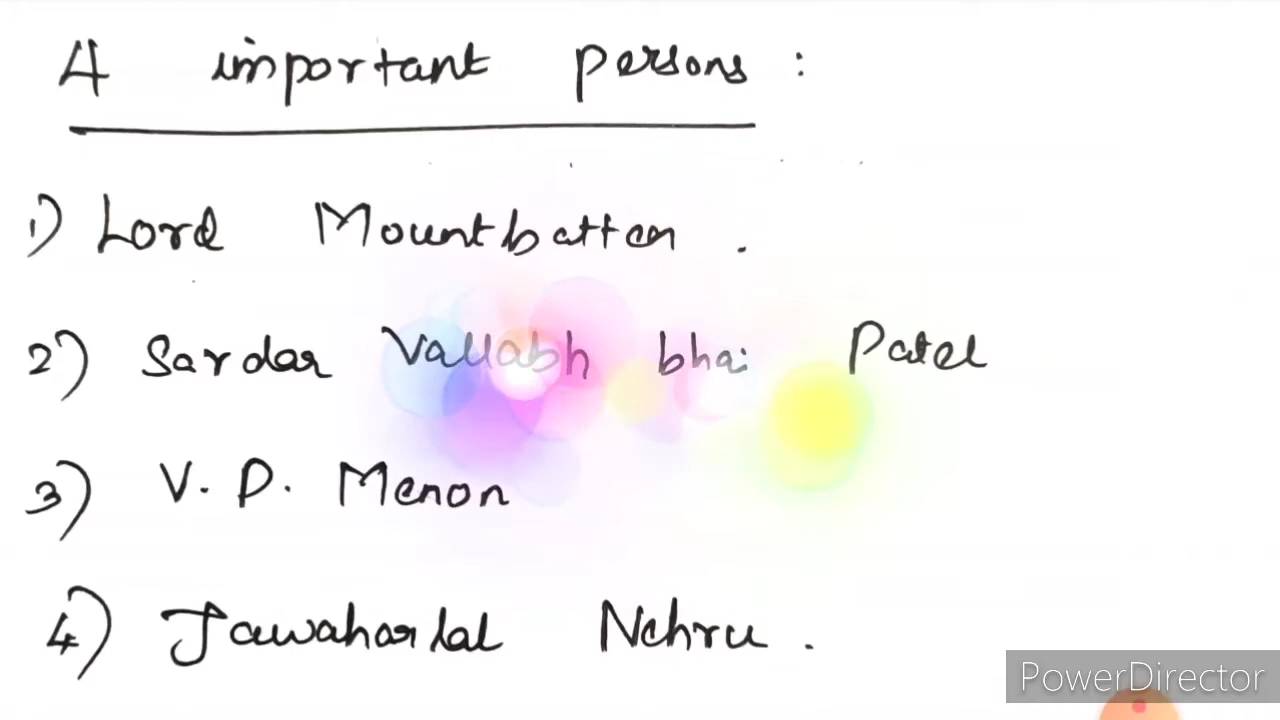 4 important persons :
1) Lord Mountbatten .
2) Sardar Vallabh bhai Patel
3) V. P. Menon
4) Jawaharlal Nehru .
PowerDirector